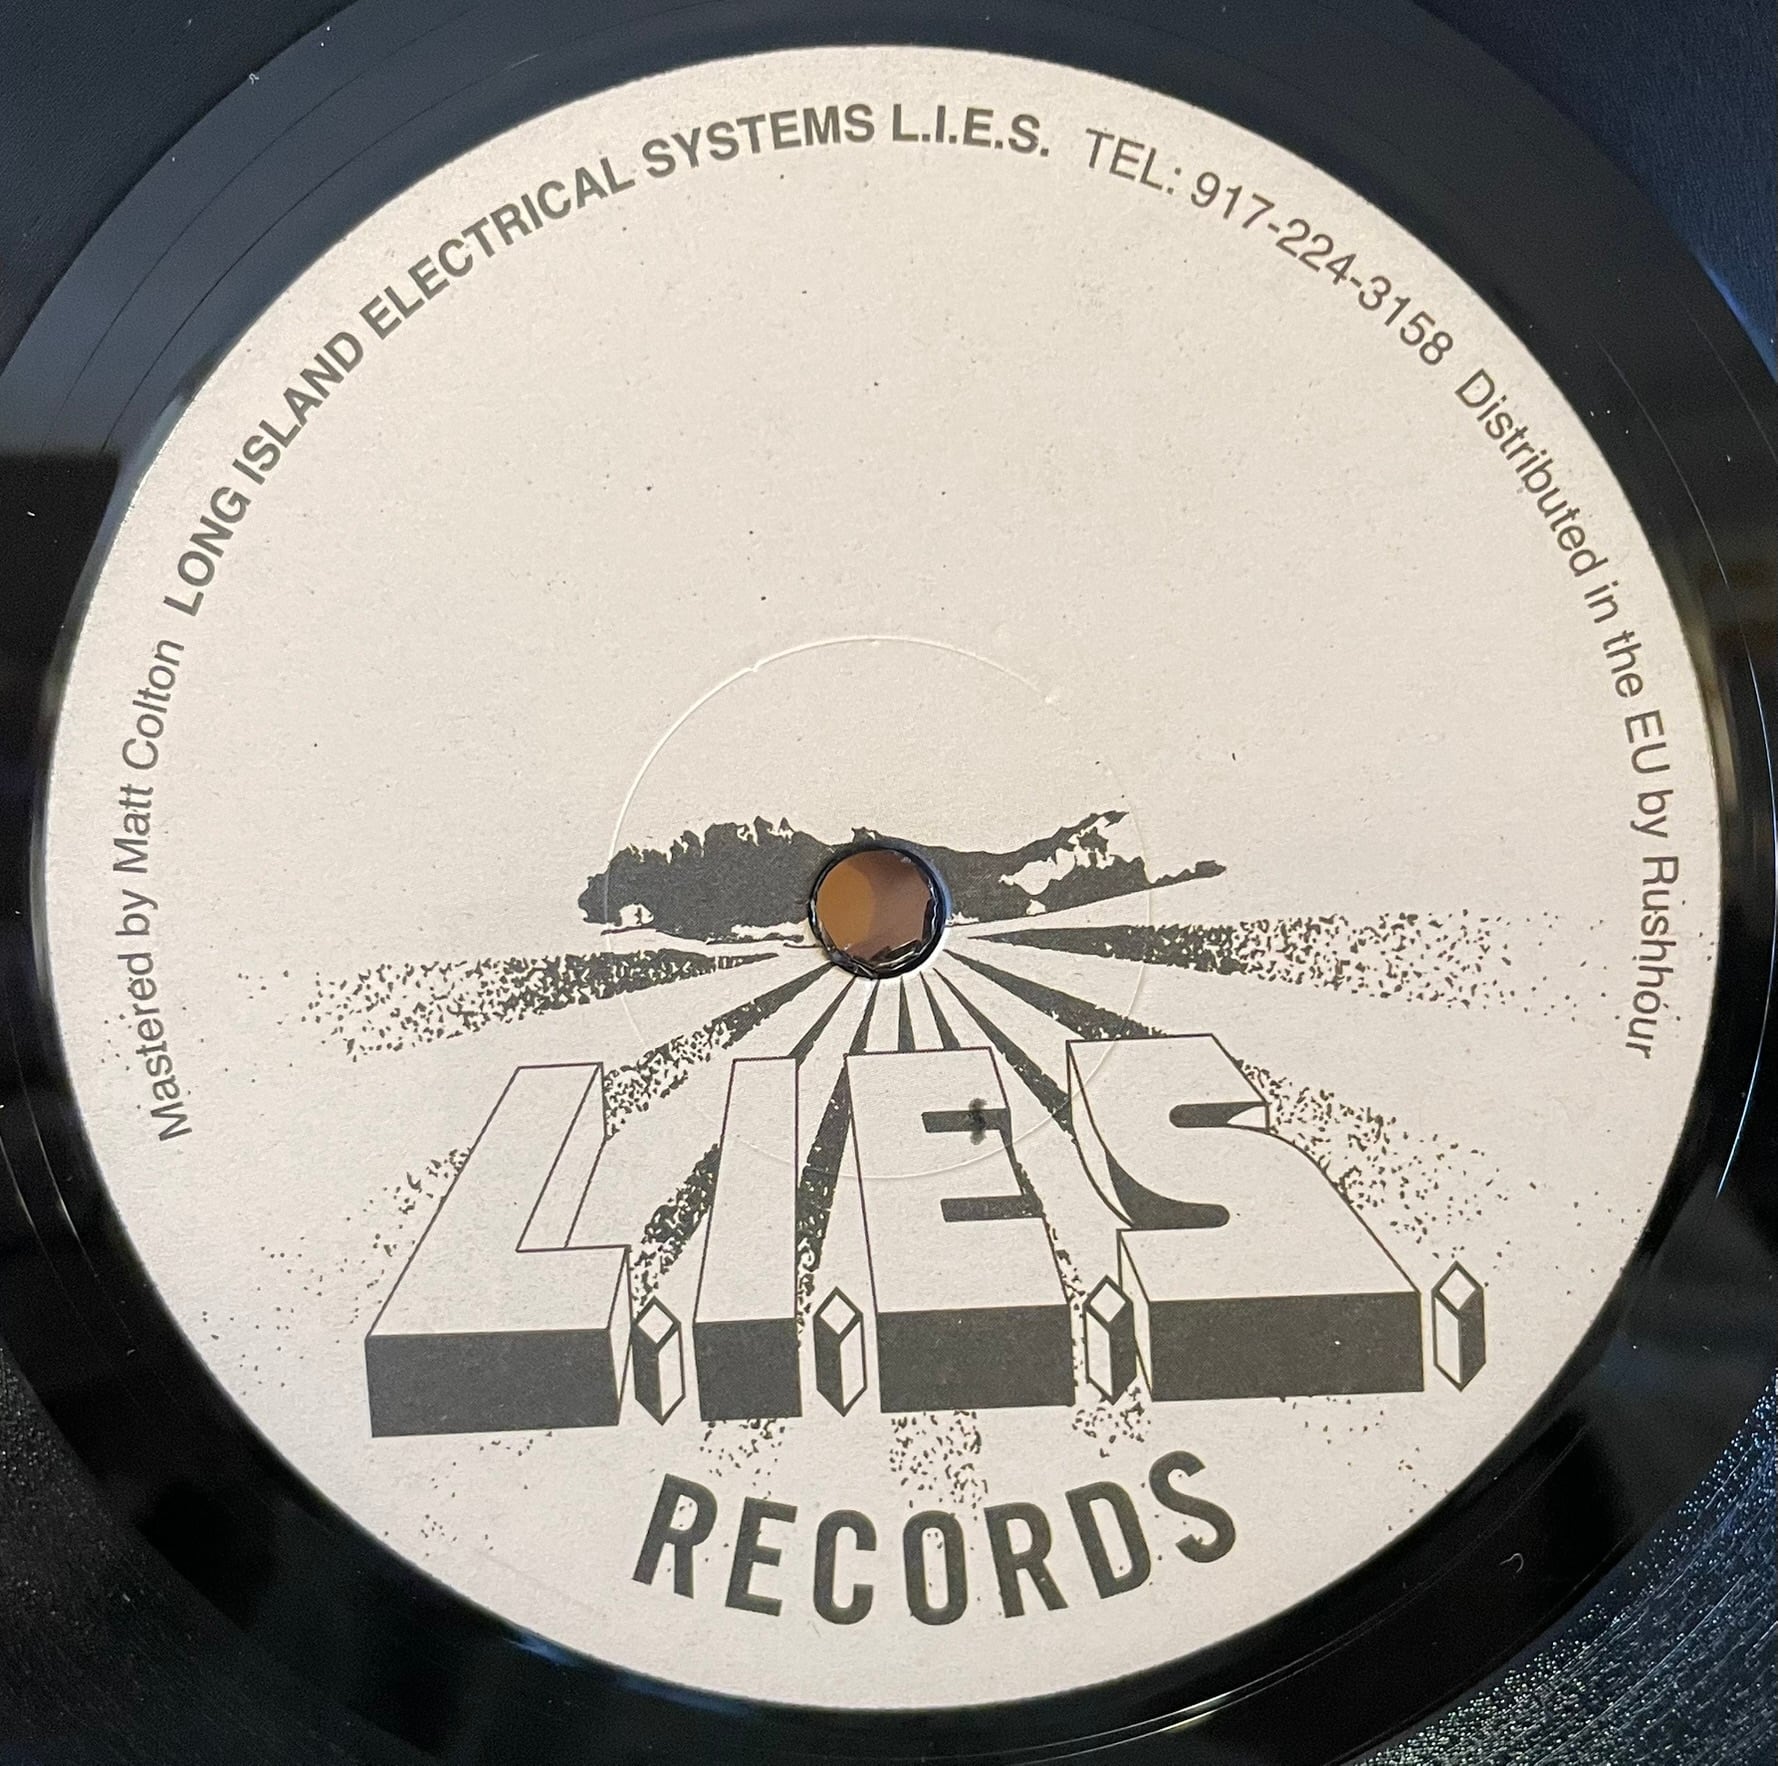 Mastered by Matt Colton LONG ISLAND ELECTRICAL SYSTEMS L.I.E.S. TEL: 917-224-3158 Distributed in the EU by Rushhour
L.I.E.S.
RECORDS